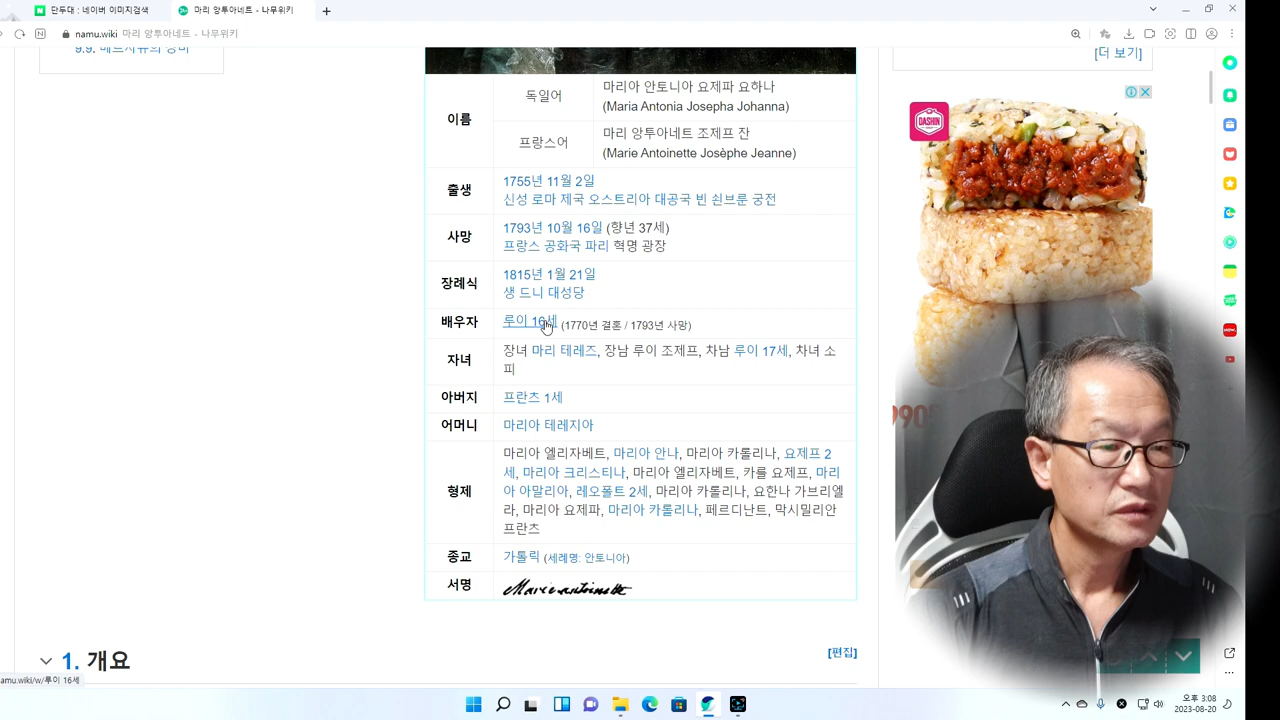 단두대 : 네이버 이미지검색
마리 앙투아네트 - 나무위키
namu.wiki 마리 앙투아네트 - 나무위키
9.9. 베르사유의 장미
[더 보기]
이름
독일어
마리아 안토니아 요제파 요하나
(Maria Antonia Josepha Johanna)
프랑스어
마리 앙투아네트 조제프 잔
(Marie Antoinette Josèphe Jeanne)
출생
1755년 11월 2일
신성 로마 제국 오스트리아 대공국 빈 쇤브룬 궁전
사망
1793년 10월 16일 (향년 37세)
프랑스 공화국 파리 혁명 광장
장례식
1815년 1월 21일
생 드니 대성당
배우자
루이 16세 (1770년 결혼 / 1793년 사망)
자녀
장녀 마리 테레즈, 장남 루이 조제프, 차남 루이 17세, 차녀 소
피
아버지
프란츠 1세
어머니
마리아 테레지아
형제
마리아 엘리자베트, 마리아 안나, 마리아 카롤리나, 요제프 2
세, 마리아 크리스티나, 마리아 엘리자베트, 카를 요제프, 마리
아 아말리아, 레오폴트 2세, 마리아 카롤리나, 요한나 가브리엘
라, 마리아 요제파, 마리아 카롤리나, 페르디난트, 막시밀리안
프란츠
종교
가톨릭 (세례명: 안토니아)
서명
Marie antoinette
1. 개요
[편집]
amu.wiki/w/루이 16세
DASHIN
990
오후 3:08
2023-08-20